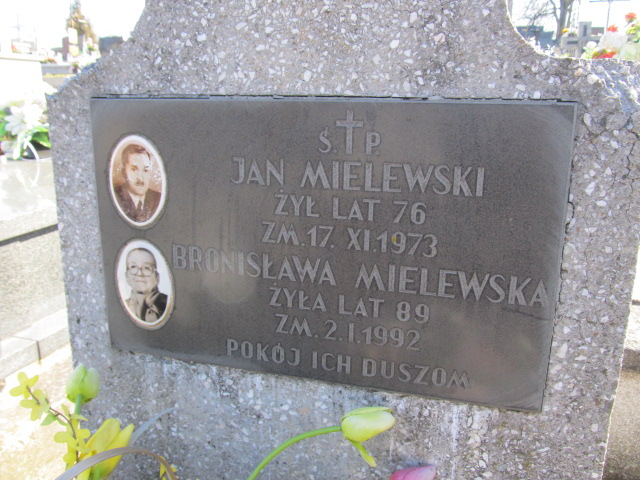 Ś. P.
JAN MIELEWSKI
ŻYŁ LAT 76
ZM. 17. XI. 1973
BRONISŁAWA MIELEWSKA
ŻYŁA LAT 89
ZM. 2. I. 1992
POKÓJ ICH DUSZOM